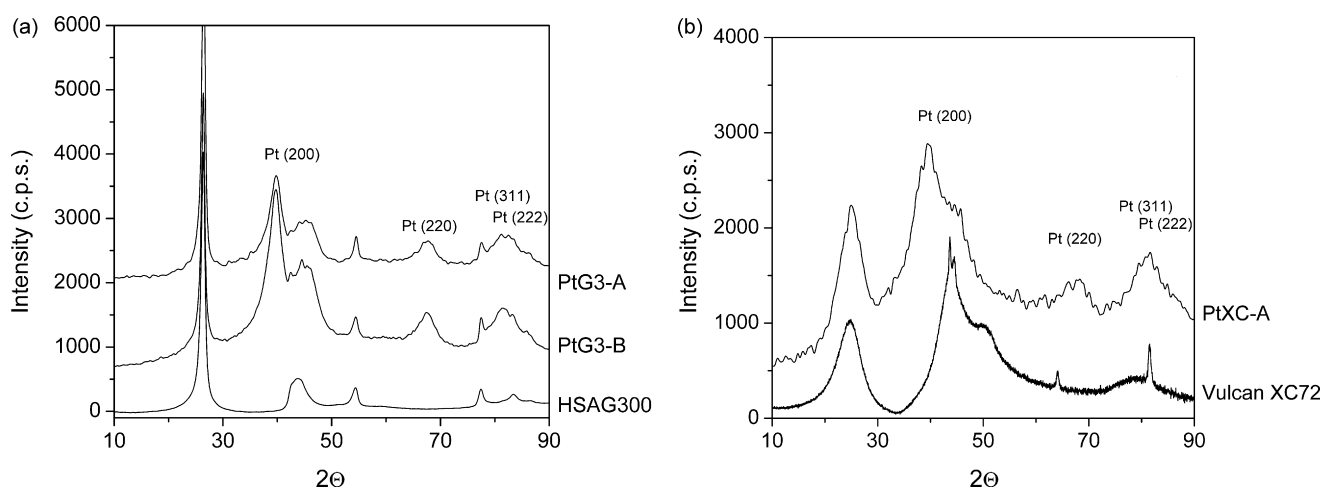 (a)
6000
5000
4000
3000
2000
1000
0
Intensity (c.p.s.)
Pt (200)
Pt (220)
Pt (311)
Pt (222)
PtG3-A
PtG3-B
HSAG300
10 30 50 70 90
2Θ
(b)
4000
3000
2000
1000
0
Intensity (c.p.s.)
Pt (200)
Pt (220)
Pt (311)
Pt (222)
PtXC-A
Vulcan XC72
10 30 50 70 90
2Θ